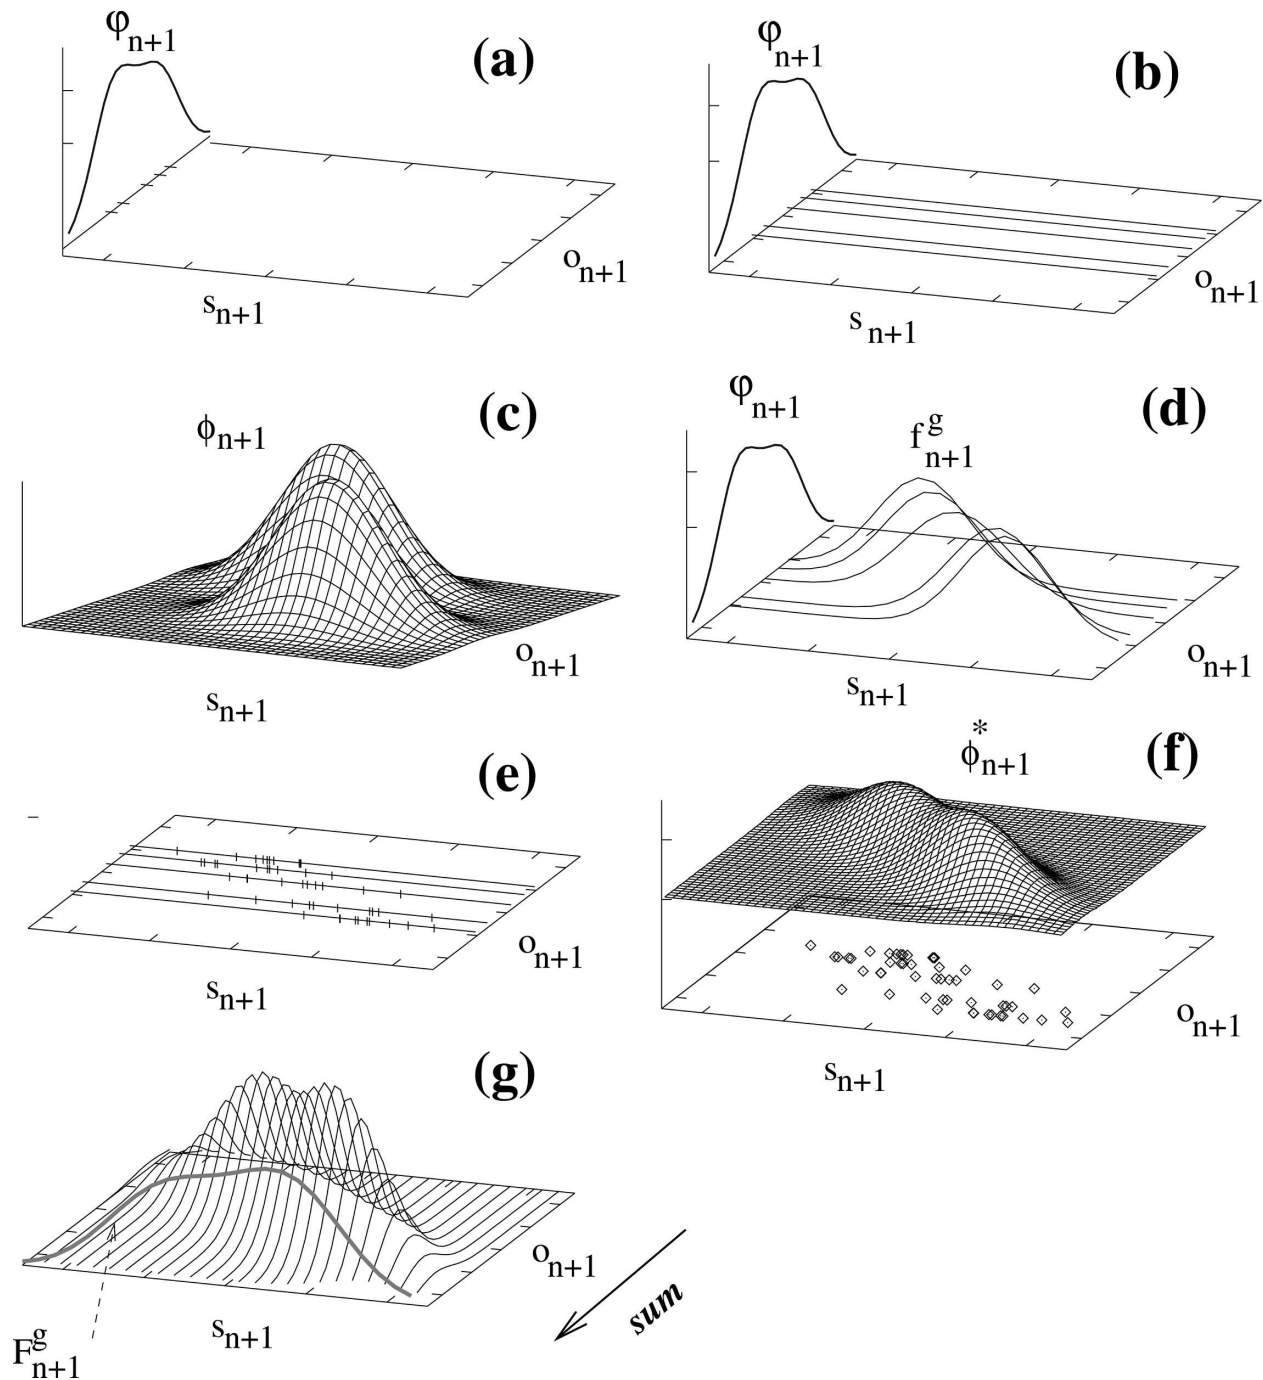 φn+1
(a)
on+1
sn+1
φn+1
(b)
on+1
sn+1
ϕn+1
(c)
on+1
sn+1
φn+1
(d)
f^g n+1
on+1
sn+1
(e)
on+1
sn+1
ϕ*n+1
(f)
on+1
sn+1
(g)
on+1
sn+1
F^g n+1
sum